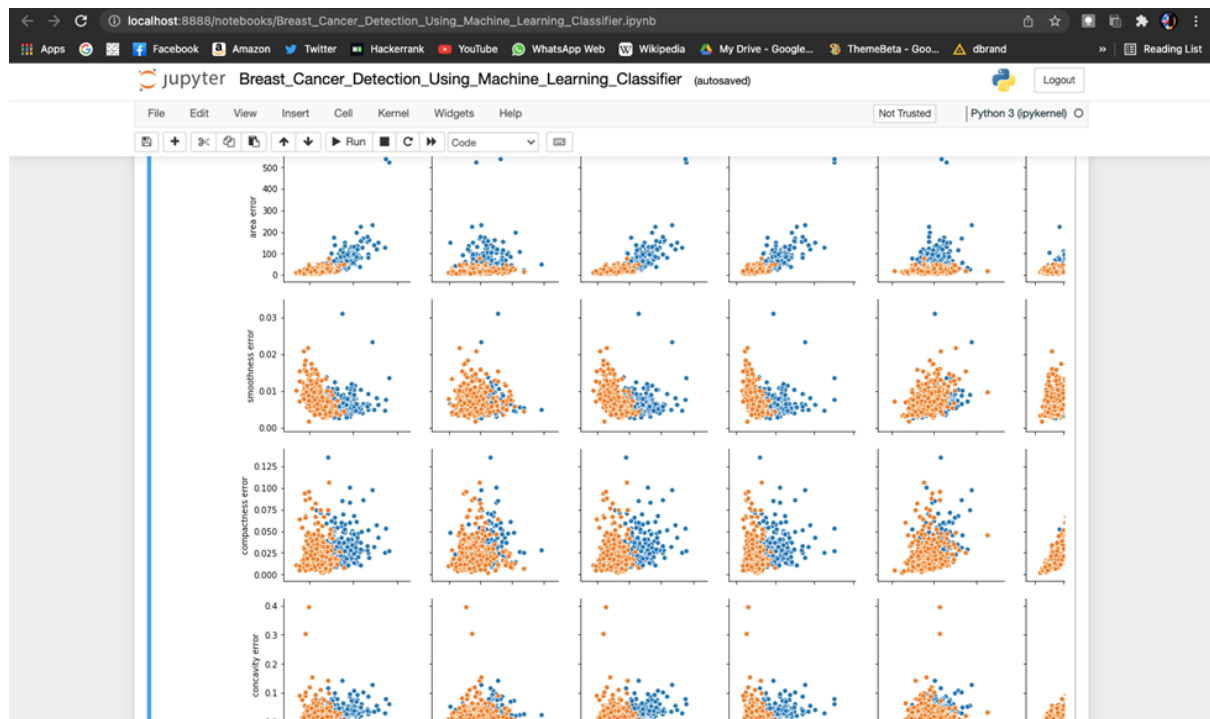 localhost:8888/notebooks/Breast_Cancer_Detection_Using_Machine_Learning_Classifier.ipynb
Apps Facebook Amazon Twitter Hackerrank YouTube WhatsApp Web Wikipedia My Drive - Google... ThemeBeta - Goo... dbrand » Reading List
jupyter Breast_Cancer_Detection_Using_Machine_Learning_Classifier (autosaved) Logout
File Edit View Insert Cell Kernel Widgets Help Not Trusted Python 3 (ipykernel)
Run Code
500
400
300
200
100
0
area error
0.03
0.02
0.01
0.00
smoothness error
0.125
0.100
0.075
0.050
0.025
0.000
compactness error
0.4
0.3
0.2
0.1
concavity error